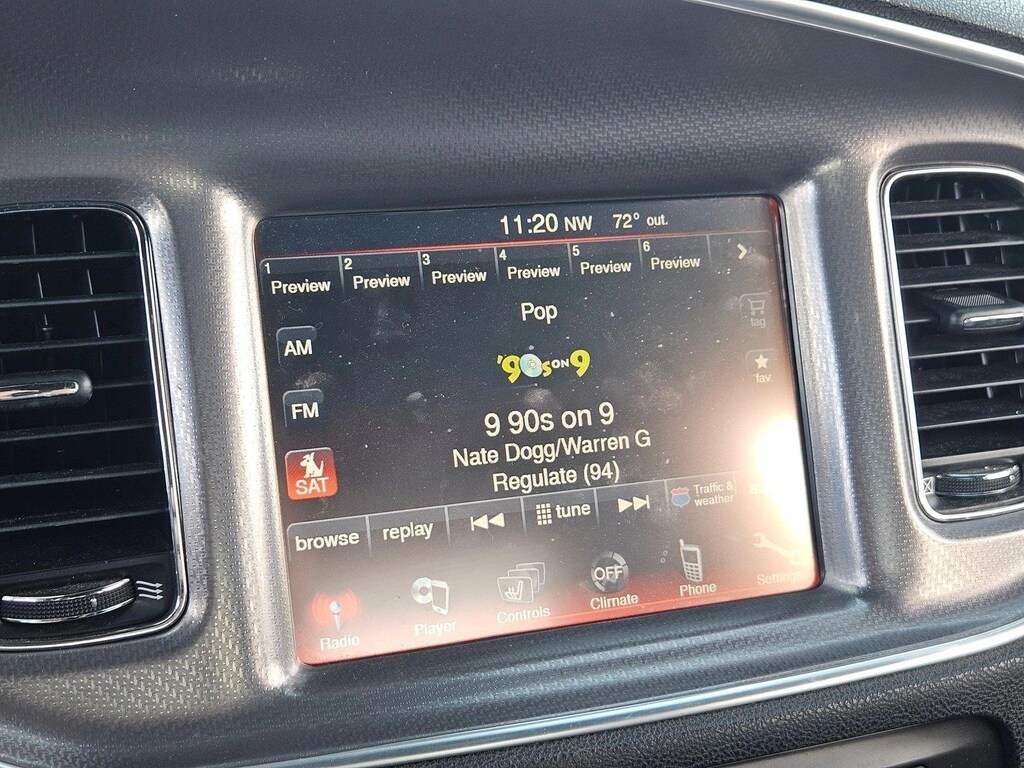 11:20 NW 72° out.
1 Preview
2 Preview
3 Preview
4 Preview
5 Preview
6 Preview
Pop
tag
AM
'90s ON 9
fav
FM
9 90s on 9
Nate Dogg/Warren G
Regulate (94)
SAT
browse
replay
tune
Traffic &
weather
Radio
Player
Controls
OFF
Climate
Phone
Settings